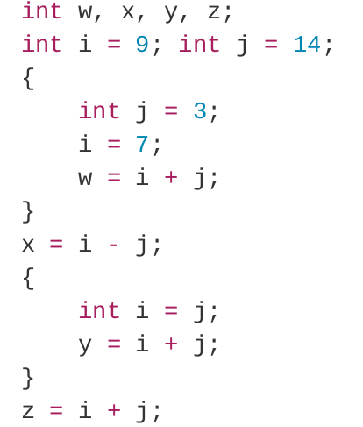 int w, x, y, z;
int i = 9; int j = 14;
{
    int j = 3;
    i = 7;
    w = i + j;
}
x = i - j;
{
    int i = j;
    y = i + j;
}
z = i + j;